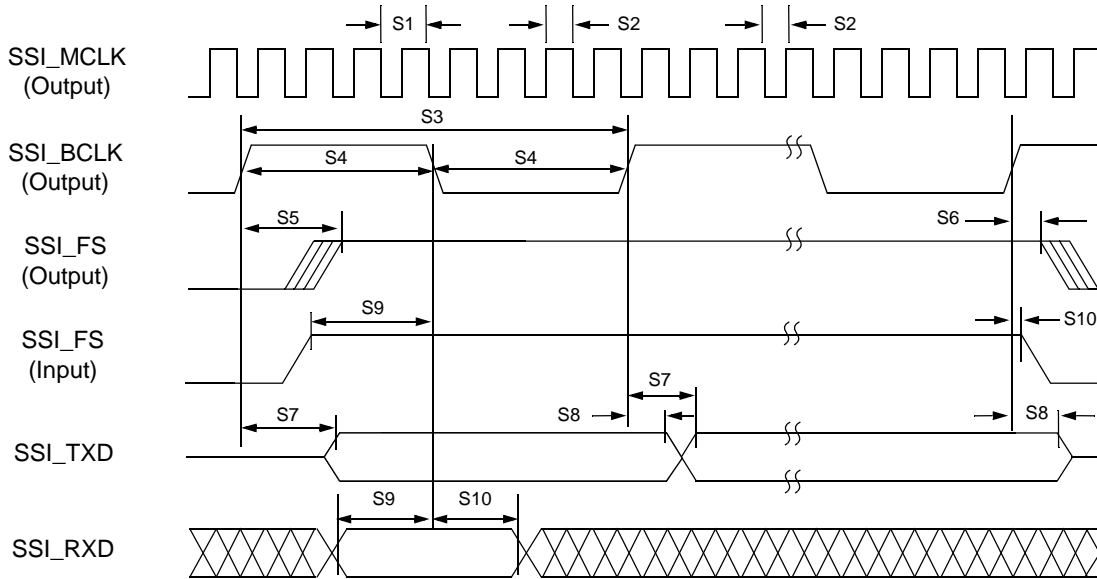 S1
S2
S2
SSI_MCLK
(Output)
S3
SSI_BCLK
(Output)
S4
S4
S5
S6
SSI_FS
(Output)
S9
S10
SSI_FS
(Input)
S7
S7
S8
S8
SSI_TXD
S9
S10
SSI_RXD